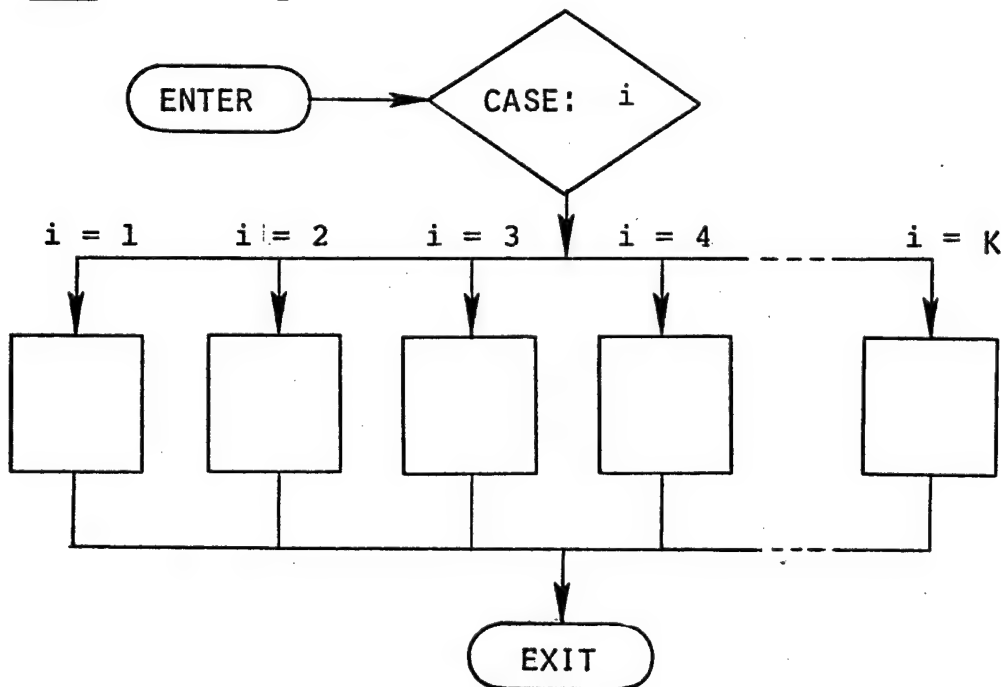 ENTER
CASE: i
i = 1 i = 2 i = 3 i = 4 i = K
EXIT